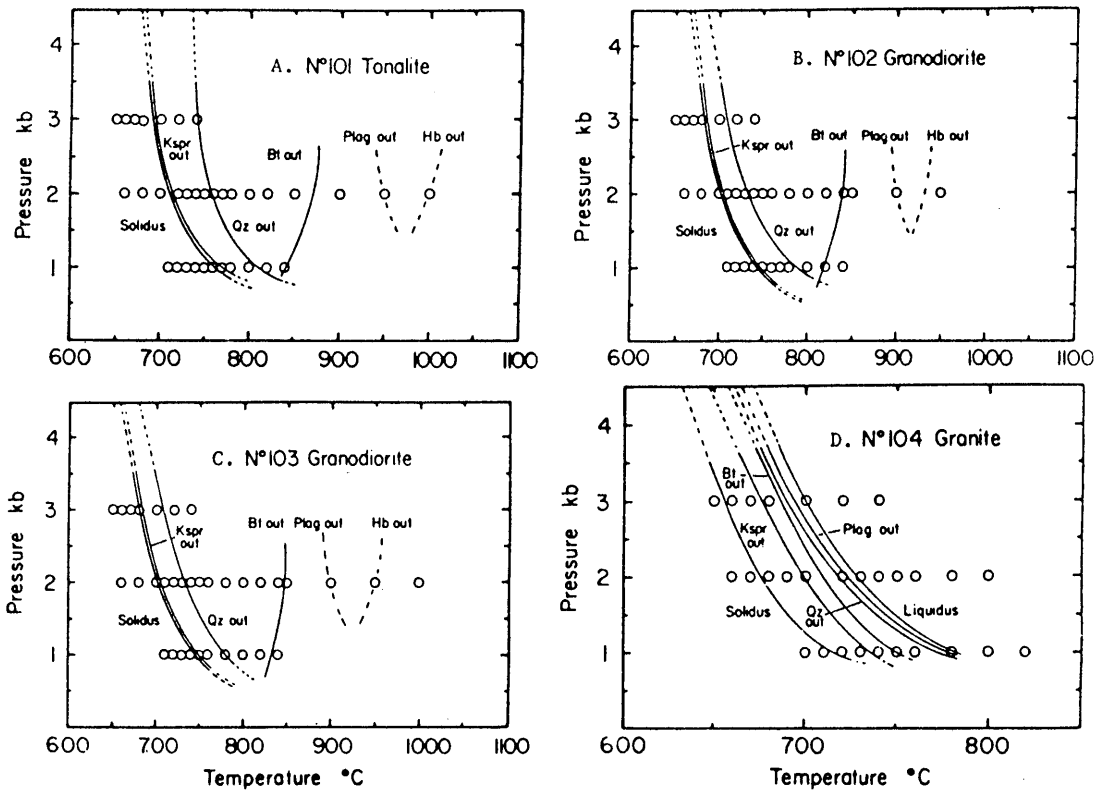 A. N°101 Tonalite
Pressure kb
4
3
2
1
Kspr
out
Bt out
Plag out
Hb out
Solidus
Qz out
600 700 800 900 1000 1100
B. N°102 Granodiorite
Pressure kb
4
3
2
1
Kspr out
Bt out
Plag out
Hb out
Solidus
Qz out
600 700 800 900 1000 1100
C. N°103 Granodiorite
Pressure kb
4
3
2
1
Kspr
out
Bt out
Plag out
Hb out
Solidus
Qz out
600 700 800 900 1000 1100
Temperature °C
D. N°104 Granite
Pressure kb
4
3
2
1
Bt
out
Plag out
Kspr
out
Solidus
Qz
out
Liquidus
600 700 800
Temperature °C